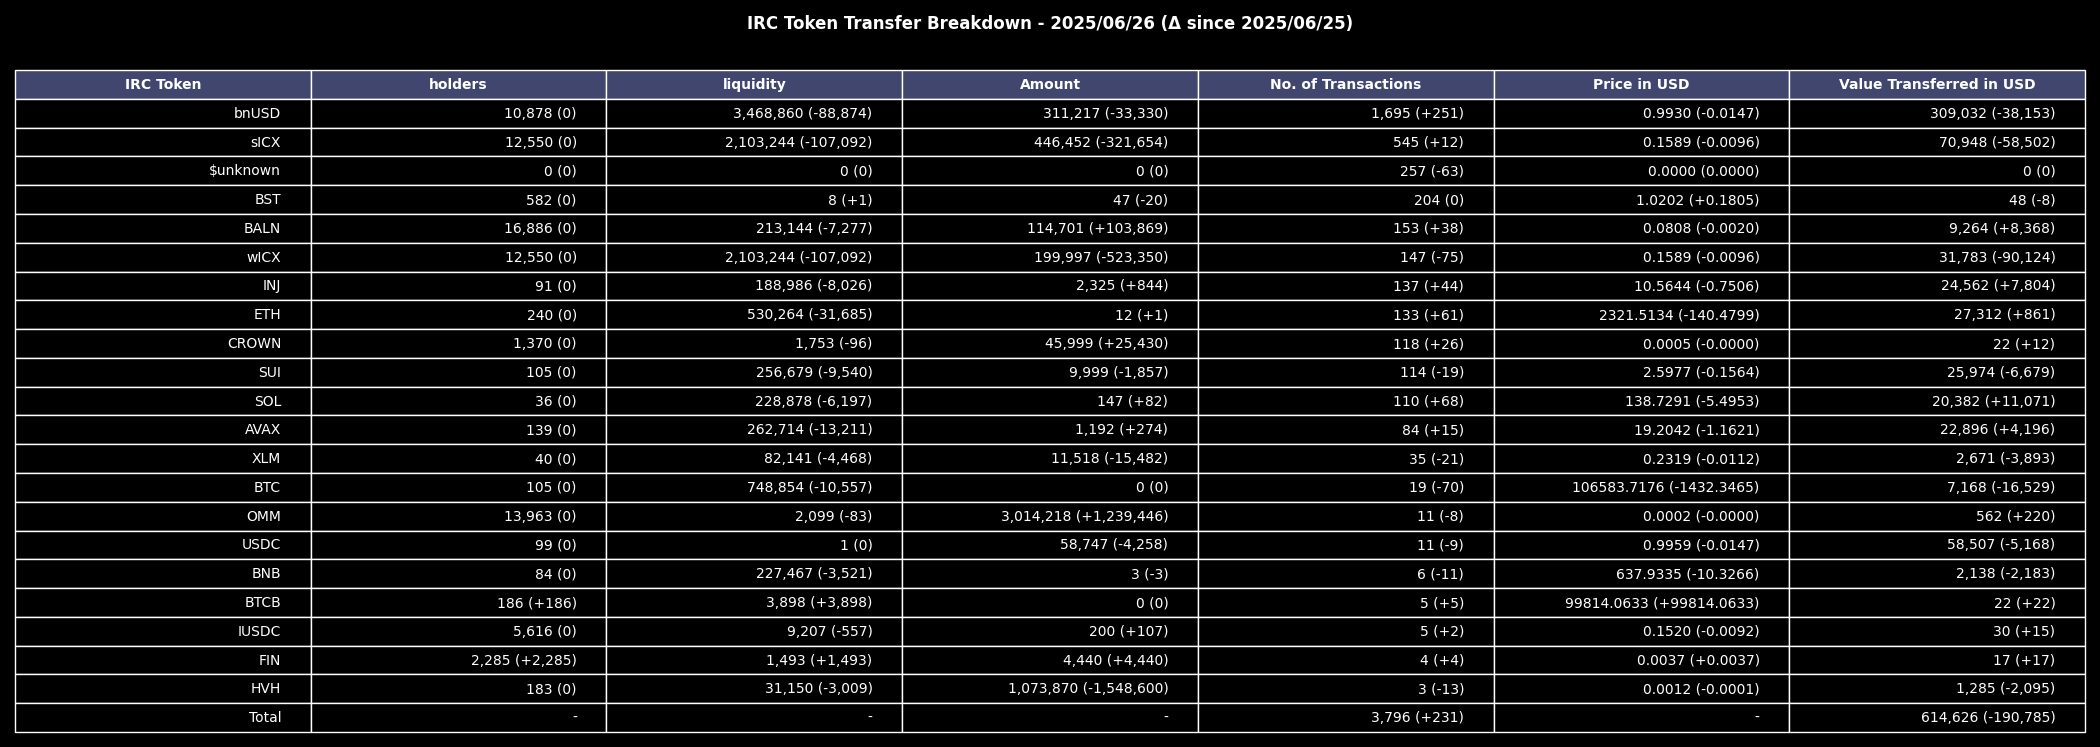 IRC Token Transfer Breakdown - 2025/06/26 (Δ since 2025/06/25)
IRC Token holders liquidity Amount No. of Transactions Price in USD Value Transferred in USD
bnUSD 10,878 (0) 3,468,860 (-88,874) 311,217 (-33,330) 1,695 (+251) 0.9930 (-0.0147) 309,032 (-38,153)
sICX 12,550 (0) 2,103,244 (-107,092) 446,452 (-321,654) 545 (+12) 0.1589 (-0.0096) 70,948 (-58,502)
$unknown 0 (0) 0 (0) 0 (0) 257 (-63) 0.0000 (0.0000) 0 (0)
BST 582 (0) 8 (+1) 47 (-20) 204 (0) 1.0202 (+0.1805) 48 (-8)
BALN 16,886 (0) 213,144 (-7,277) 114,701 (+103,869) 153 (+38) 0.0808 (-0.0020) 9,264 (+8,368)
wICX 12,550 (0) 2,103,244 (-107,092) 199,997 (-523,350) 147 (-75) 0.1589 (-0.0096) 31,783 (-90,124)
INJ 91 (0) 188,986 (-8,026) 2,325 (+844) 137 (+44) 10.5644 (-0.7506) 24,562 (+7,804)
ETH 240 (0) 530,264 (-31,685) 12 (+1) 133 (+61) 2321.5134 (-140.4799) 27,312 (+861)
CROWN 1,370 (0) 1,753 (-96) 45,999 (+25,430) 118 (+26) 0.0005 (-0.0000) 22 (+12)
SUI 105 (0) 256,679 (-9,540) 9,999 (-1,857) 114 (-19) 2.5977 (-0.1564) 25,974 (-6,679)
SOL 36 (0) 228,878 (-6,197) 147 (+82) 110 (+68) 138.7291 (-5.4953) 20,382 (+11,071)
AVAX 139 (0) 262,714 (-13,211) 1,192 (+274) 84 (+15) 19.2042 (-1.1621) 22,896 (+4,196)
XLM 40 (0) 82,141 (-4,468) 11,518 (-15,482) 35 (-21) 0.2319 (-0.0112) 2,671 (-3,893)
BTC 105 (0) 748,854 (-10,557) 0 (0) 19 (-70) 106583.7176 (-1432.3465) 7,168 (-16,529)
OMM 13,963 (0) 2,099 (-83) 3,014,218 (+1,239,446) 11 (-8) 0.0002 (-0.0000) 562 (+220)
USDC 99 (0) 1 (0) 58,747 (-4,258) 11 (-9) 0.9959 (-0.0147) 58,507 (-5,168)
BNB 84 (0) 227,467 (-3,521) 3 (-3) 6 (-11) 637.9335 (-10.3266) 2,138 (-2,183)
BTCB 186 (+186) 3,898 (+3,898) 0 (0) 5 (+5) 99814.0633 (+99814.0633) 22 (+22)
IUSDC 5,616 (0) 9,207 (-557) 200 (+107) 5 (+2) 0.1520 (-0.0092) 30 (+15)
FIN 2,285 (+2,285) 1,493 (+1,493) 4,440 (+4,440) 4 (+4) 0.0037 (+0.0037) 17 (+17)
HVH 183 (0) 31,150 (-3,009) 1,073,870 (-1,548,600) 3 (-13) 0.0012 (-0.0001) 1,285 (-2,095)
Total - - - 3,796 (+231) - 614,626 (-190,785)